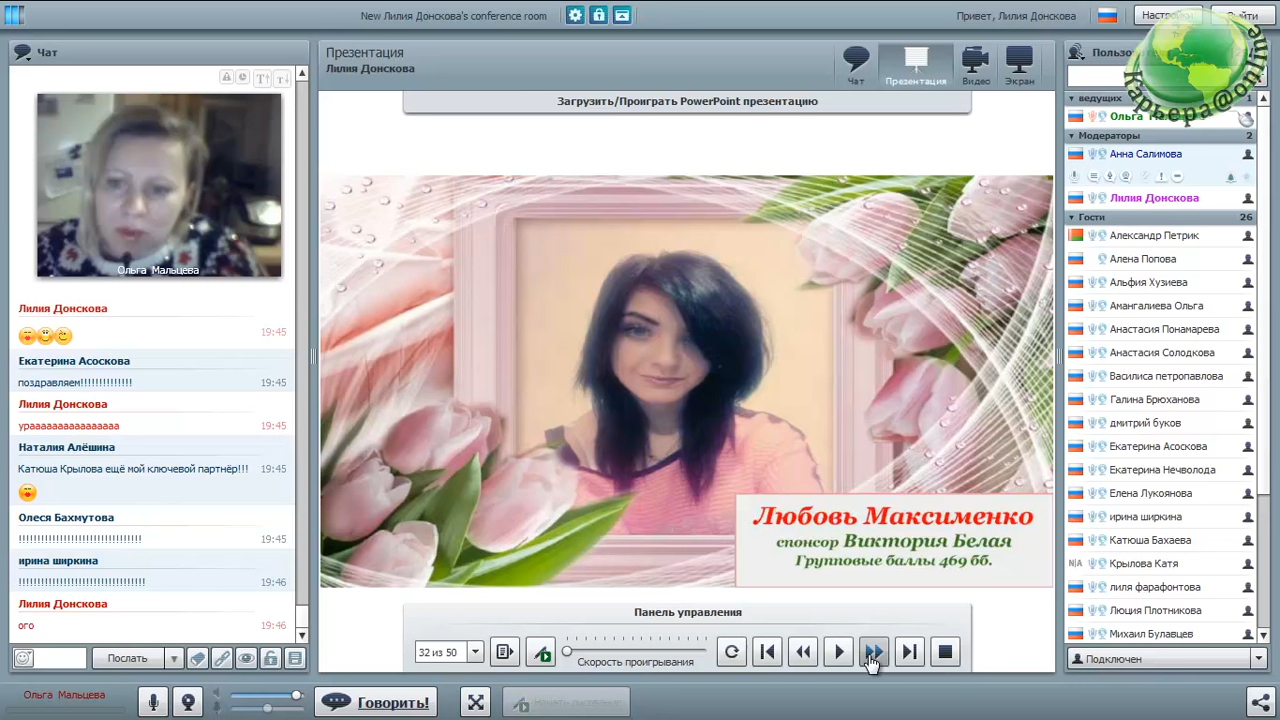 New Лилия Донскова's conference room
Привет, Лилия Донскова
Настройки
Выйти
Чат
Ольга Мальцева
Лилия Донскова
19:45
Екатерина Асоскова
поздравляем!!!!!!!!!!!!!!
19:45
Лилия Донскова
урааааааааааааааа
19:45
Наталия Алёшина
Катюша Крылова ещё мой ключевой партнёр!!!
19:45
Олеся Бахмутова
!!!!!!!!!!!!!!!!!!!!!!!!!!!!!!!!!!
19:45
ирина ширкина
!!!!!!!!!!!!!!!!!!!!!!!!!!!!!!!!!!!
19:46
Лилия Донскова
ого
19:46
Послать
Презентация
Лилия Донскова
Чат
Презентация
Видео
Экран
Загрузить/Проиграть PowerPoint презентацию
Любовь Максименко
спонсор Виктория Белая
Групповые баллы 469 бб.
Панель управления
32 из 50
Скорость проигрывания
карьера@online
ведущих
1
Модераторы
2
Анна Салимова
Лилия Донскова
Гости
26
Александр Петрик
Алена Попова
Альфия Хузиева
Амангалиева Ольга
Анастасия Понамарева
Анастасия Солодкова
Василиса петропавлова
Галина Брюханова
дмитрий буков
Екатерина Асоскова
Екатерина Нечволода
Елена Лукоянова
ирина ширкина
Катюша Бахаева
N/A
Крылова Катя
лиля фарафонтова
Люция Плотникова
Михаил Булавцев
Подключен
Ольга Мальцева
Говорить!